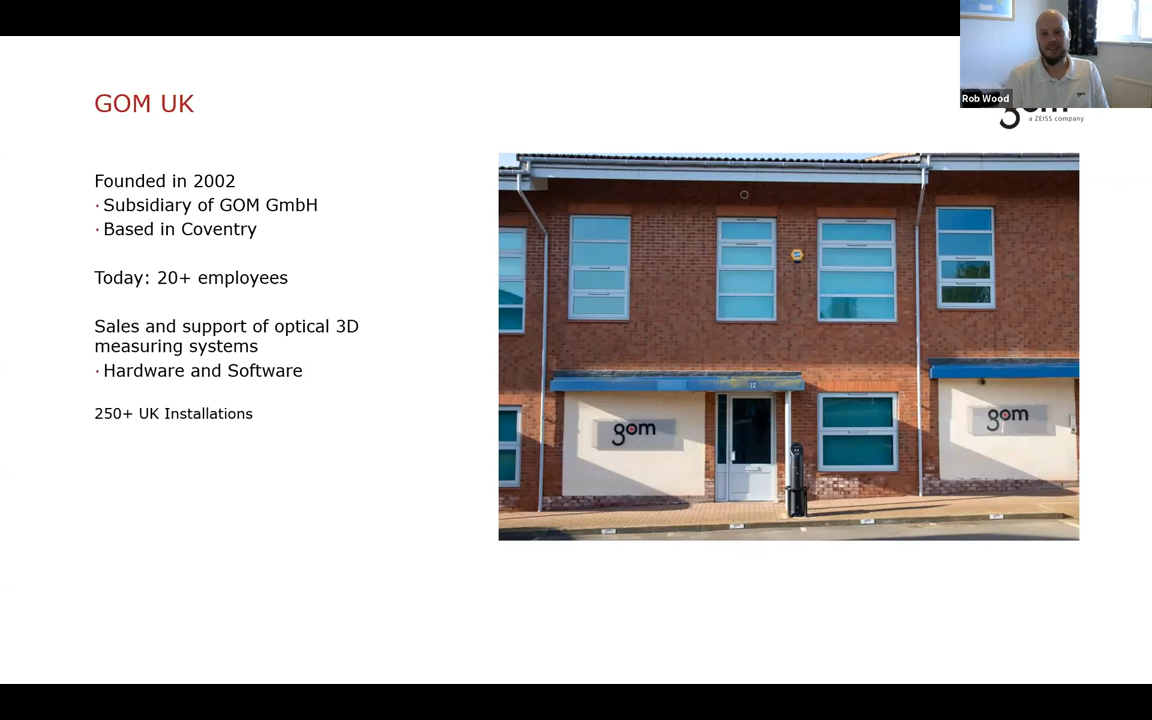 Rob Wood
GOM UK
a ZEISS company
Founded in 2002
· Subsidiary of GOM GmbH
· Based in Coventry
Today: 20+ employees
Sales and support of optical 3D
measuring systems
· Hardware and Software
250+ UK Installations
12
gom
gom